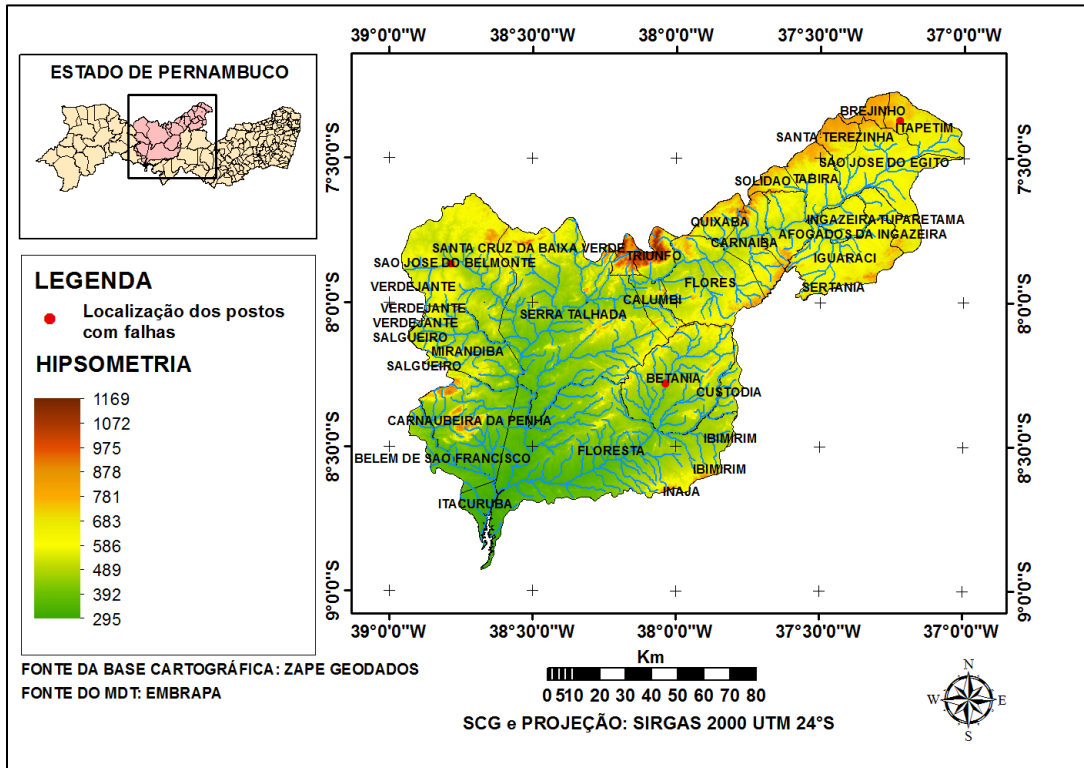 ESTADO DE PERNAMBUCO
LEGENDA
Localização dos postos
com falhas
HIPSOMETRIA
1169
1072
975
878
781
683
586
489
392
295
FONTE DA BASE CARTOGRÁFICA: ZAPE GEODADOS
FONTE DO MDT: EMBRAPA
39°0'0"W
38°30'0"W
38°0'0"W
37°30'0"W
37°0'0"W
7°30'0"S
8°0'0"S
8°30'0"S
9°0'0"S
BREJINHO
ITAPETIM
SANTA TEREZINHA
SAO JOSE DO EGITO
SOLIDAO
TABIRA
QUIXABA
INGAZEIRA
TUPARETAMA
CARNAIBA
AFOGADOS DA INGAZEIRA
SANTA CRUZ DA BAIXA VERDE
TRIUNFO
IGUARACI
SAO JOSE DO BELMONTE
FLORES
SERTANIA
VERDEJANTE
CALUMBI
VERDEJANTE
SERRA TALHADA
VERDEJANTE
SALGUEIRO
MIRANDIBA
SALGUEIRO
BETANIA
CUSTODIA
CARNAUBEIRA DA PENHA
IBIMIRIM
FLORESTA
BELEM DE SAO FRANCISCO
IBIMIRIM
INAJA
ITACURUBA
7°30'0"S
8°0'0"S
8°30'0"S
9°0'0"S
39°0'0"W
38°30'0"W
38°0'0"W
37°30'0"W
37°0'0"W
Km
0 5 10 20 30 40 50 60 70 80
SCG e PROJEÇÃO: SIRGAS 2000 UTM 24°S
N
W
E
S